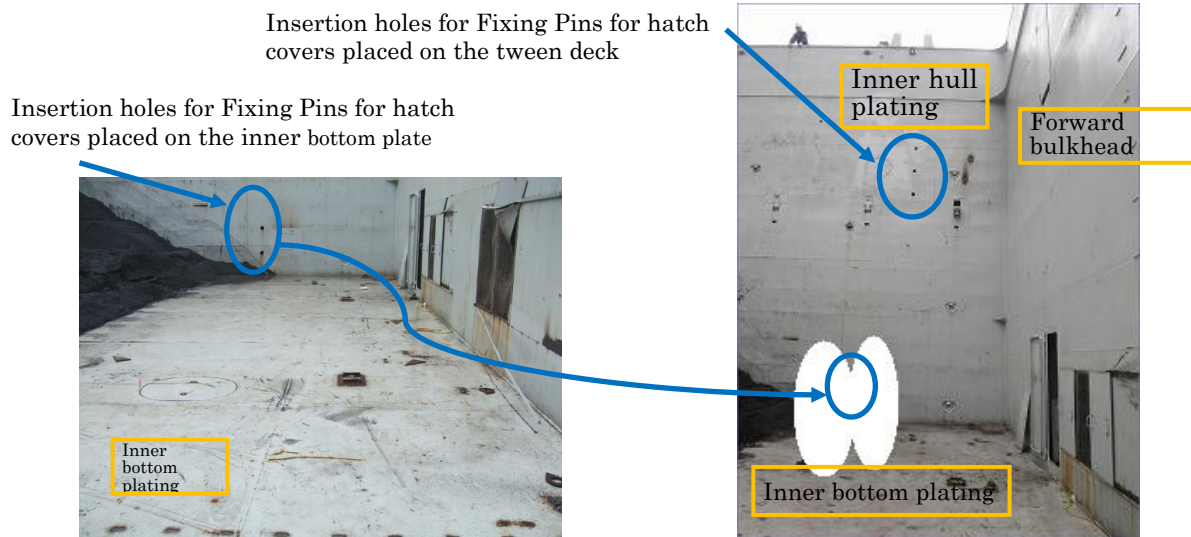 Insertion holes for Fixing Pins for hatch
covers placed on the tween deck
Insertion holes for Fixing Pins for hatch
covers placed on the inner bottom plate
Inner hull
plating
Forward
bulkhead
Inner
bottom
plating
Inner bottom plating